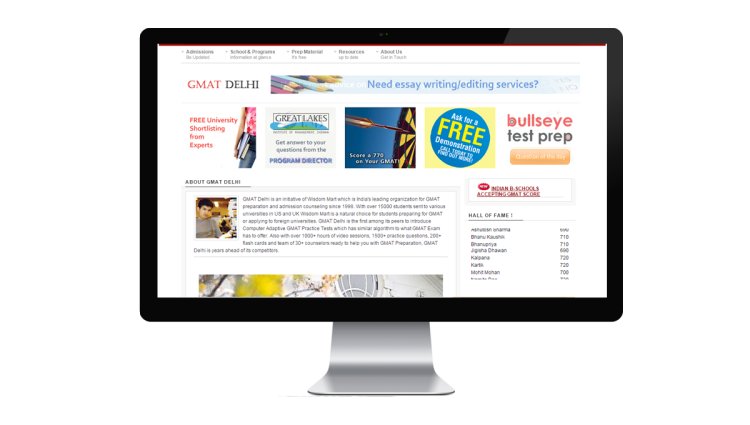 Admissions
Be Updated
School & Programs
Information at glance
Prep Material
It's free
Resources
up to date
About Us
Get in Touch
GMAT DELHI
Need essay writing/editing services?
FREE University
Shortlisting
from
Experts
GREAT LAKES
INSTITUTE OF MANAGEMENT, CHENNAI
Get answer to your
questions from the
PROGRAM DIRECTOR
Score a 770
on Your GMAT!
Ask for a
FREE
Demonstration
CALL TODAY TO
FIND OUT MORE!
bullseye
test prep
Question of the day
ABOUT GMAT DELHI
GMAT Delhi is an initiative of Wisdom Mart which is India's leading organization for GMAT
preparation and admission counseling since 1998. With over 15000 students sent to various
universities in US and UK Wisdom Mart is a natural choice for students preparing for GMAT
or applying to foreign universities. GMAT Delhi is the first among its peers to introduce
Computer Adaptive GMAT Practice Tests which has similar algorithm to what GMAT Exam
has to offer. Also with over 1000+ hours of video sessions, 1500+ practice questions, 200+
flash cards and team of 30+ counselors ready to help you with GMAT Preparation, GMAT
Delhi is years ahead of its competitors.
NEW INDIAN B-SCHOOLS
ACCEPTING GMAT SCORE
HALL OF FAME !
Ashutosh Sharma 690
Bhanu Kaushik 710
Bhanupriya 710
Jigisha Dhawan 690
Kalpana 720
Kartik 720
Mohit Mohan 700